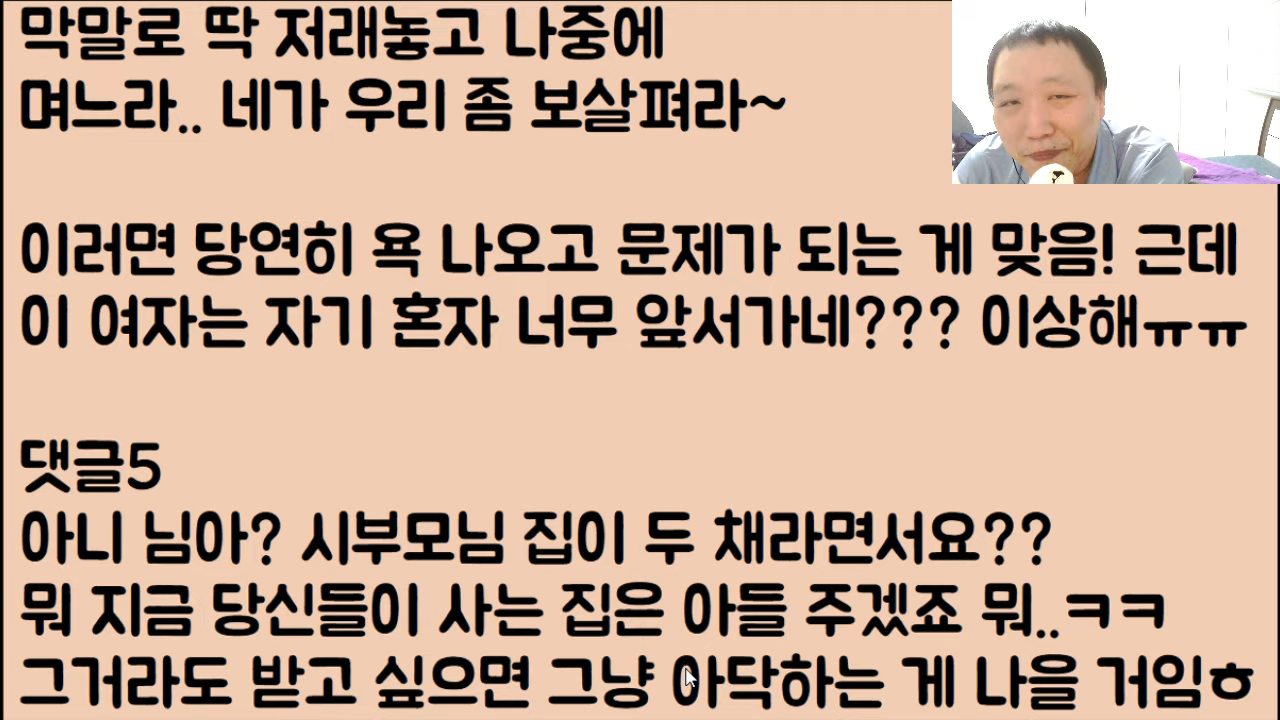 막말로 딱 저래놓고 나중에
며느라.. 네가 우리 좀 보살펴라~
이러면 당연히 욕 나오고 문제가 되는 게 맞음! 근데
이 여자는 자기 혼자 너무 앞서가네??? 이상해ㅠㅠ
댓글5
아니 님아? 시부모님 집이 두 채라면서요??
뭐 지금 당신들이 사는 집은 아들 주겠죠 뭐..ㅋㅋ
그거라도 받고 싶으면 그냥 아닥하는 게 나을 거임ㅎ